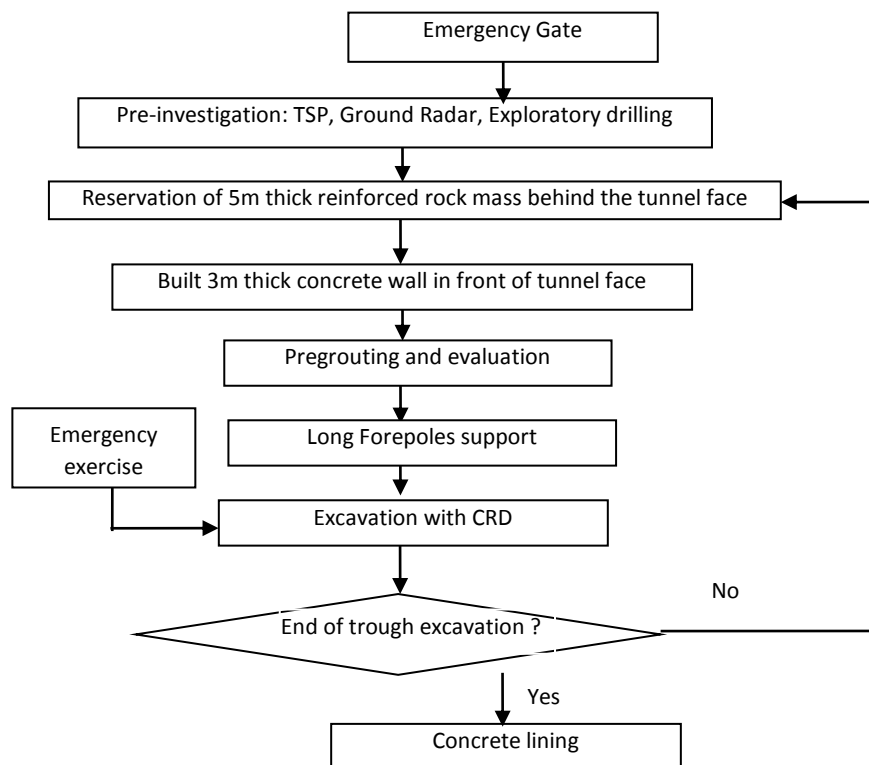 Emergency Gate
Pre-investigation: TSP, Ground Radar, Exploratory drilling
Reservation of 5m thick reinforced rock mass behind the tunnel face
Built 3m thick concrete wall in front of tunnel face
Pregrouting and evaluation
Long Forepoles support
Emergency
exercise
Excavation with CRD
No
End of trough excavation ?
Yes
Concrete lining